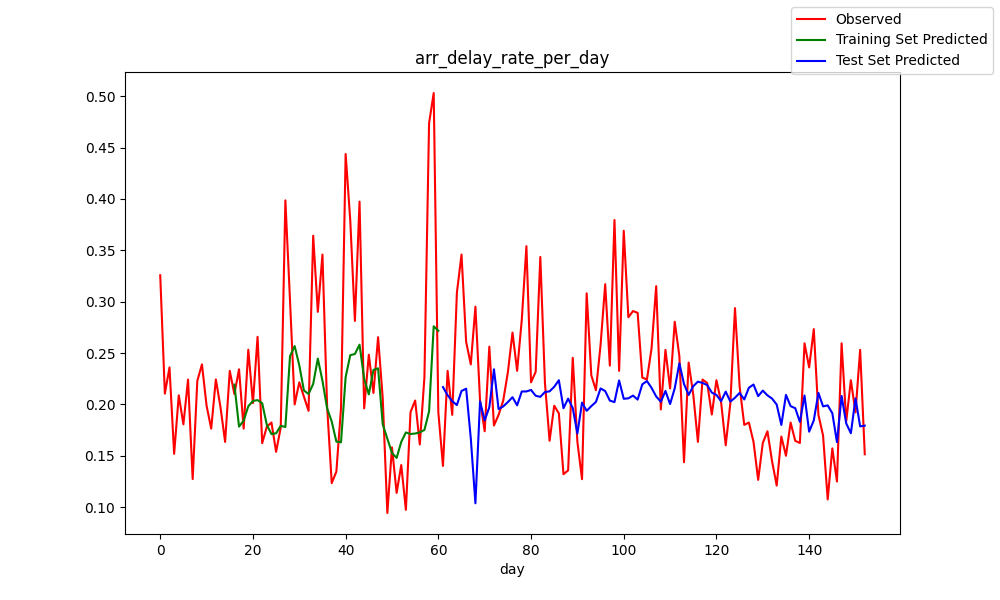 Observed
Training Set Predicted
Test Set Predicted
arr_delay_rate_per_day
0.50
0.45
0.40
0.35
0.30
0.25
0.20
0.15
0.10
0 20 40 60 80 100 120 140
day